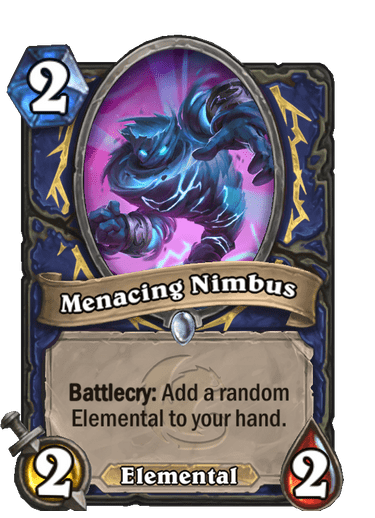 2
Menacing Nimbus
Battlecry: Add a random
Elemental to your hand.
2
Elemental
2